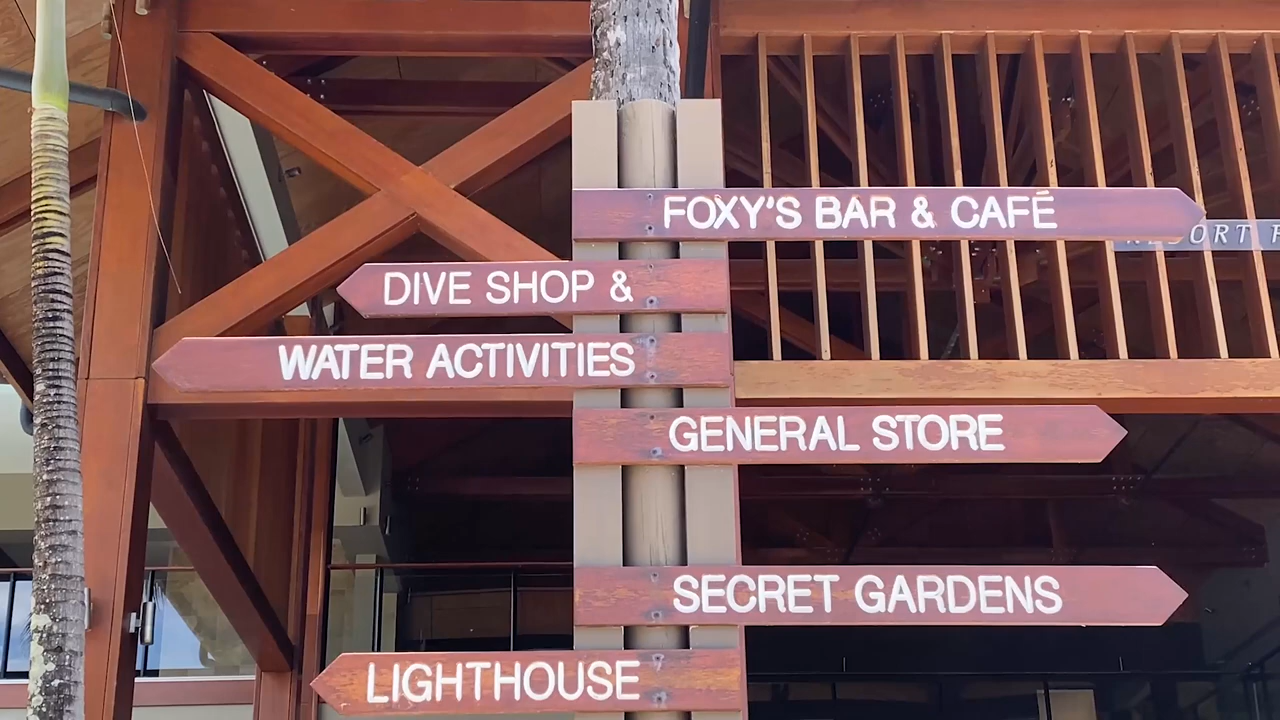 FOXY'S BAR & CAFÉ
DIVE SHOP &
WATER ACTIVITIES
GENERAL STORE
SECRET GARDENS
LIGHTHOUSE